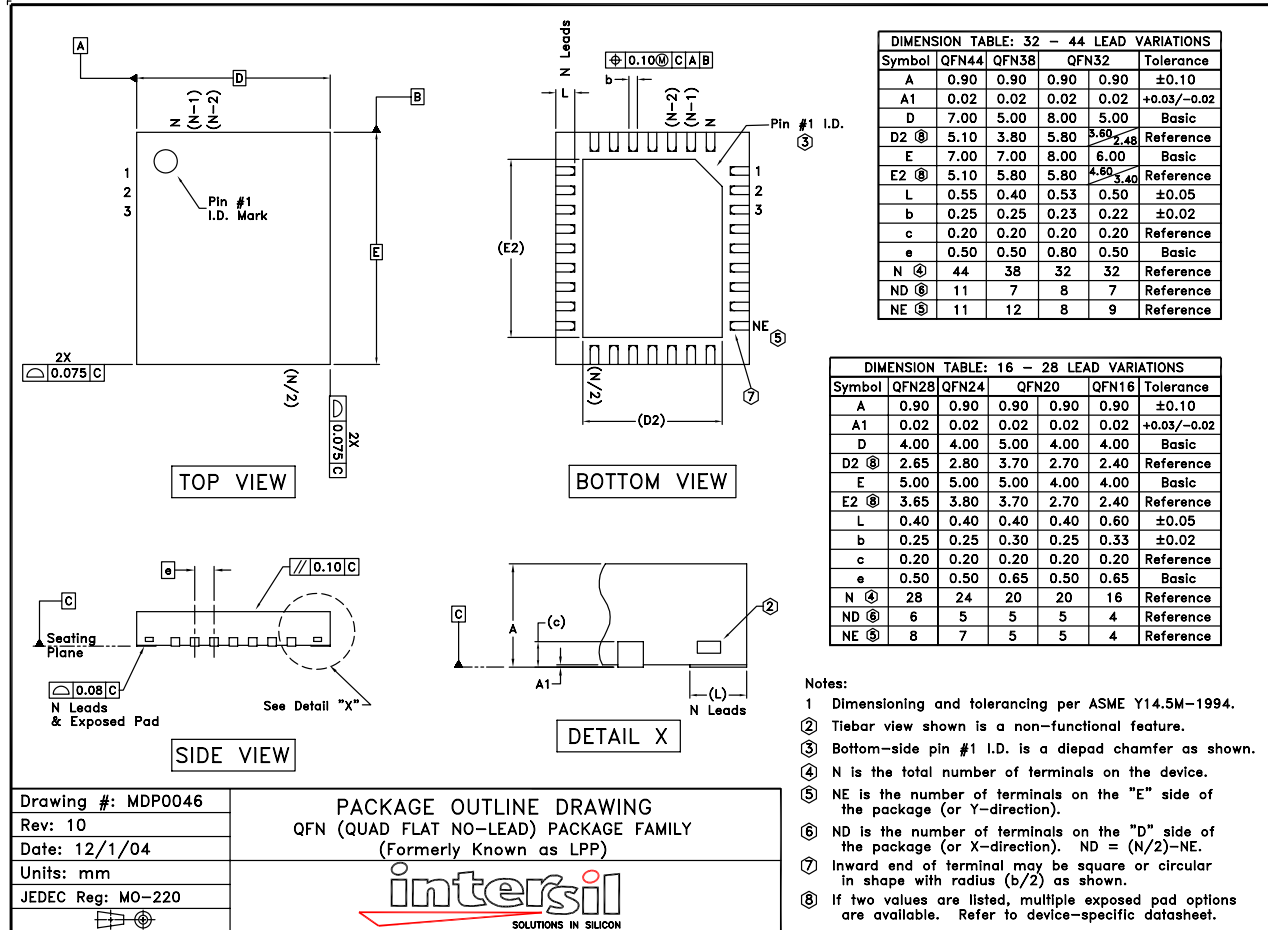 A
D
B
N
(N-1)
(N-2)
1
2
3
Pin #1
I.D. Mark
E
2X
⌓ 0.075 C
(N/2)
⌓ 0.075 C
2X
TOP VIEW
N Leads
L
⌖ 0.10Ⓜ C A B
b
(N-2)
(N-1)
N
Pin #1 I.D.
3
1
2
3
(E2)
NE
5
(N/2)
(D2)
7
BOTTOM VIEW
e
// 0.10 C
C
Seating
Plane
⌓ 0.08 C
N Leads
& Exposed Pad
See Detail "X"
SIDE VIEW
C
A
(c)
A1
2
(L)
N Leads
DETAIL X
DIMENSION TABLE: 32 - 44 LEAD VARIATIONS
Symbol QFN44 QFN38 QFN32 Tolerance
A 0.90 0.90 0.90 0.90 ±0.10
A1 0.02 0.02 0.02 0.02 +0.03/-0.02
D 7.00 5.00 8.00 5.00 Basic
D2 ⑧ 5.10 3.80 5.80 3.60/2.48 Reference
E 7.00 7.00 8.00 6.00 Basic
E2 ⑧ 5.10 5.80 5.80 4.60/3.40 Reference
L 0.55 0.40 0.53 0.50 ±0.05
b 0.25 0.25 0.23 0.22 ±0.02
c 0.20 0.20 0.20 0.20 Reference
e 0.50 0.50 0.80 0.50 Basic
N ④ 44 38 32 32 Reference
ND ⑥ 11 7 8 7 Reference
NE ⑤ 11 12 8 9 Reference
DIMENSION TABLE: 16 - 28 LEAD VARIATIONS
Symbol QFN28 QFN24 QFN20 QFN16 Tolerance
A 0.90 0.90 0.90 0.90 0.90 ±0.10
A1 0.02 0.02 0.02 0.02 0.02 +0.03/-0.02
D 4.00 4.00 5.00 4.00 4.00 Basic
D2 ⑧ 2.65 2.80 3.70 2.70 2.40 Reference
E 5.00 5.00 5.00 4.00 4.00 Basic
E2 ⑧ 3.65 3.80 3.70 2.70 2.40 Reference
L 0.40 0.40 0.40 0.40 0.60 ±0.05
b 0.25 0.25 0.30 0.25 0.33 ±0.02
c 0.20 0.20 0.20 0.20 0.20 Reference
e 0.50 0.50 0.65 0.50 0.65 Basic
N ④ 28 24 20 20 16 Reference
ND ⑥ 6 5 5 5 4 Reference
NE ⑤ 8 7 5 5 4 Reference
Notes:
1 Dimensioning and tolerancing per ASME Y14.5M-1994.
② Tiebar view shown is a non-functional feature.
③ Bottom-side pin #1 I.D. is a diepad chamfer as shown.
④ N is the total number of terminals on the device.
⑤ NE is the number of terminals on the "E" side of
the package (or Y-direction).
⑥ ND is the number of terminals on the "D" side of
the package (or X-direction). ND = (N/2)-NE.
⑦ Inward end of terminal may be square or circular
in shape with radius (b/2) as shown.
⑧ If two values are listed, multiple exposed pad options
are available. Refer to device-specific datasheet.
Drawing #: MDP0046
Rev: 10
Date: 12/1/04
Units: mm
JEDEC Reg: MO-220
PACKAGE OUTLINE DRAWING
QFN (QUAD FLAT NO-LEAD) PACKAGE FAMILY
(Formerly Known as LPP)
intersil
SOLUTIONS IN SILICON